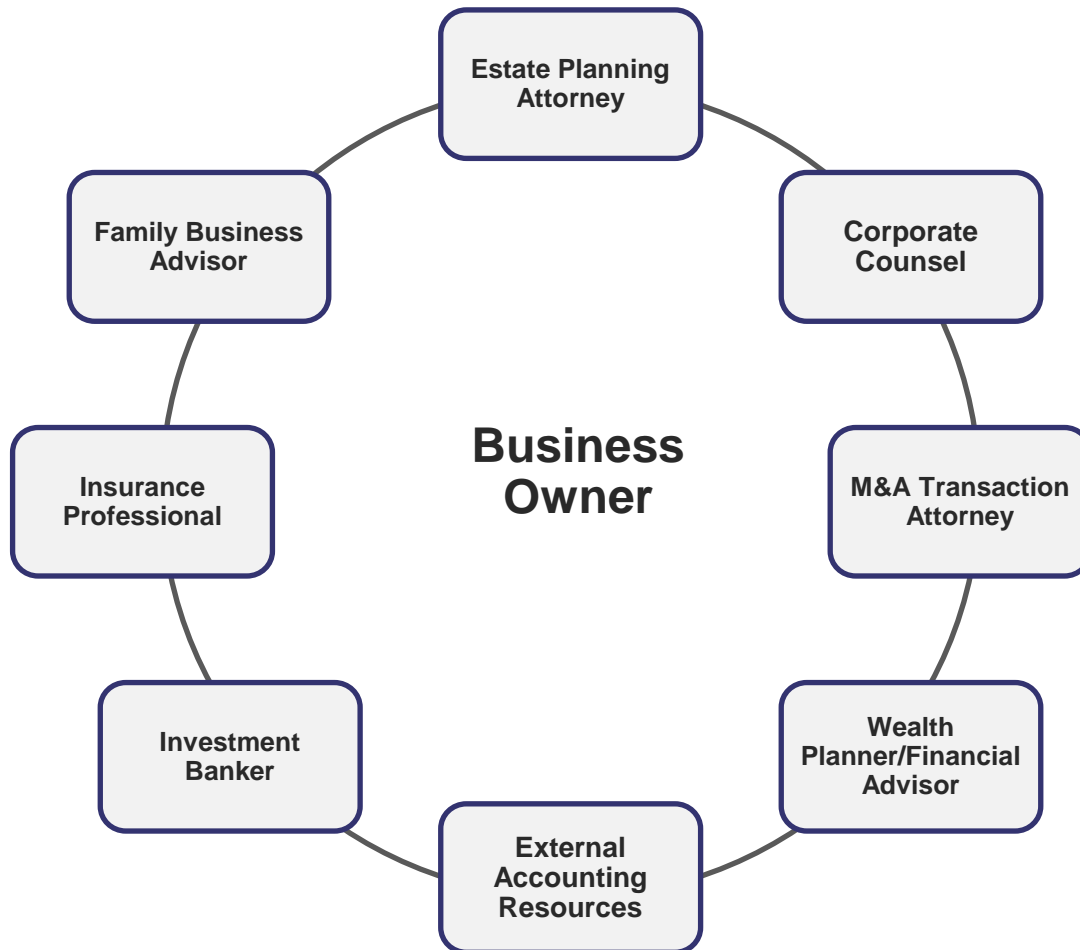 Estate Planning
Attorney
Family Business
Advisor
Corporate
Counsel
Business
Owner
Insurance
Professional
M&A Transaction
Attorney
Investment
Banker
Wealth
Planner/Financial
Advisor
External
Accounting
Resources